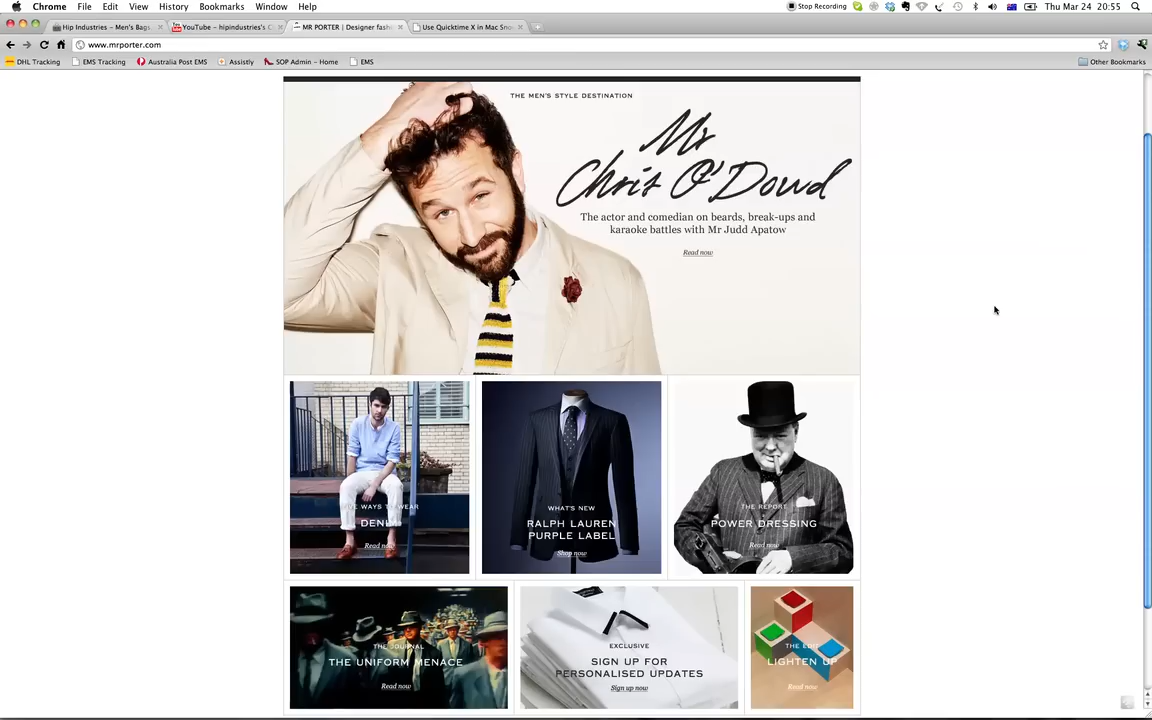 Chrome File Edit View History Bookmarks Window Help
Stop Recording
Thu Mar 24 20:55
Hip Industries – Men's Bags
YouTube – hipindustries's C
MR PORTER | Designer fashi
Use Quicktime X in Mac Sno
www.mrporter.com
DHL Tracking
EMS Tracking
Australia Post EMS
Assistly
SOP Admin – Home
EMS
Other Bookmarks
THE MEN'S STYLE DESTINATION
Mr
Chris O'Dowd
The actor and comedian on beards, break-ups and
karaoke battles with Mr Judd Apatow
Read now
WAYS TO WEAR
DENIM
Read now
WHAT'S NEW
RALPH LAUREN
PURPLE LABEL
Shop now
THE REPORT
POWER DRESSING
Read now
THE JOURNAL
THE UNIFORM MENACE
Read now
EXCLUSIVE
SIGN UP FOR
PERSONALISED UPDATES
Sign up now
THE EDIT
LIGHTEN UP
Read now